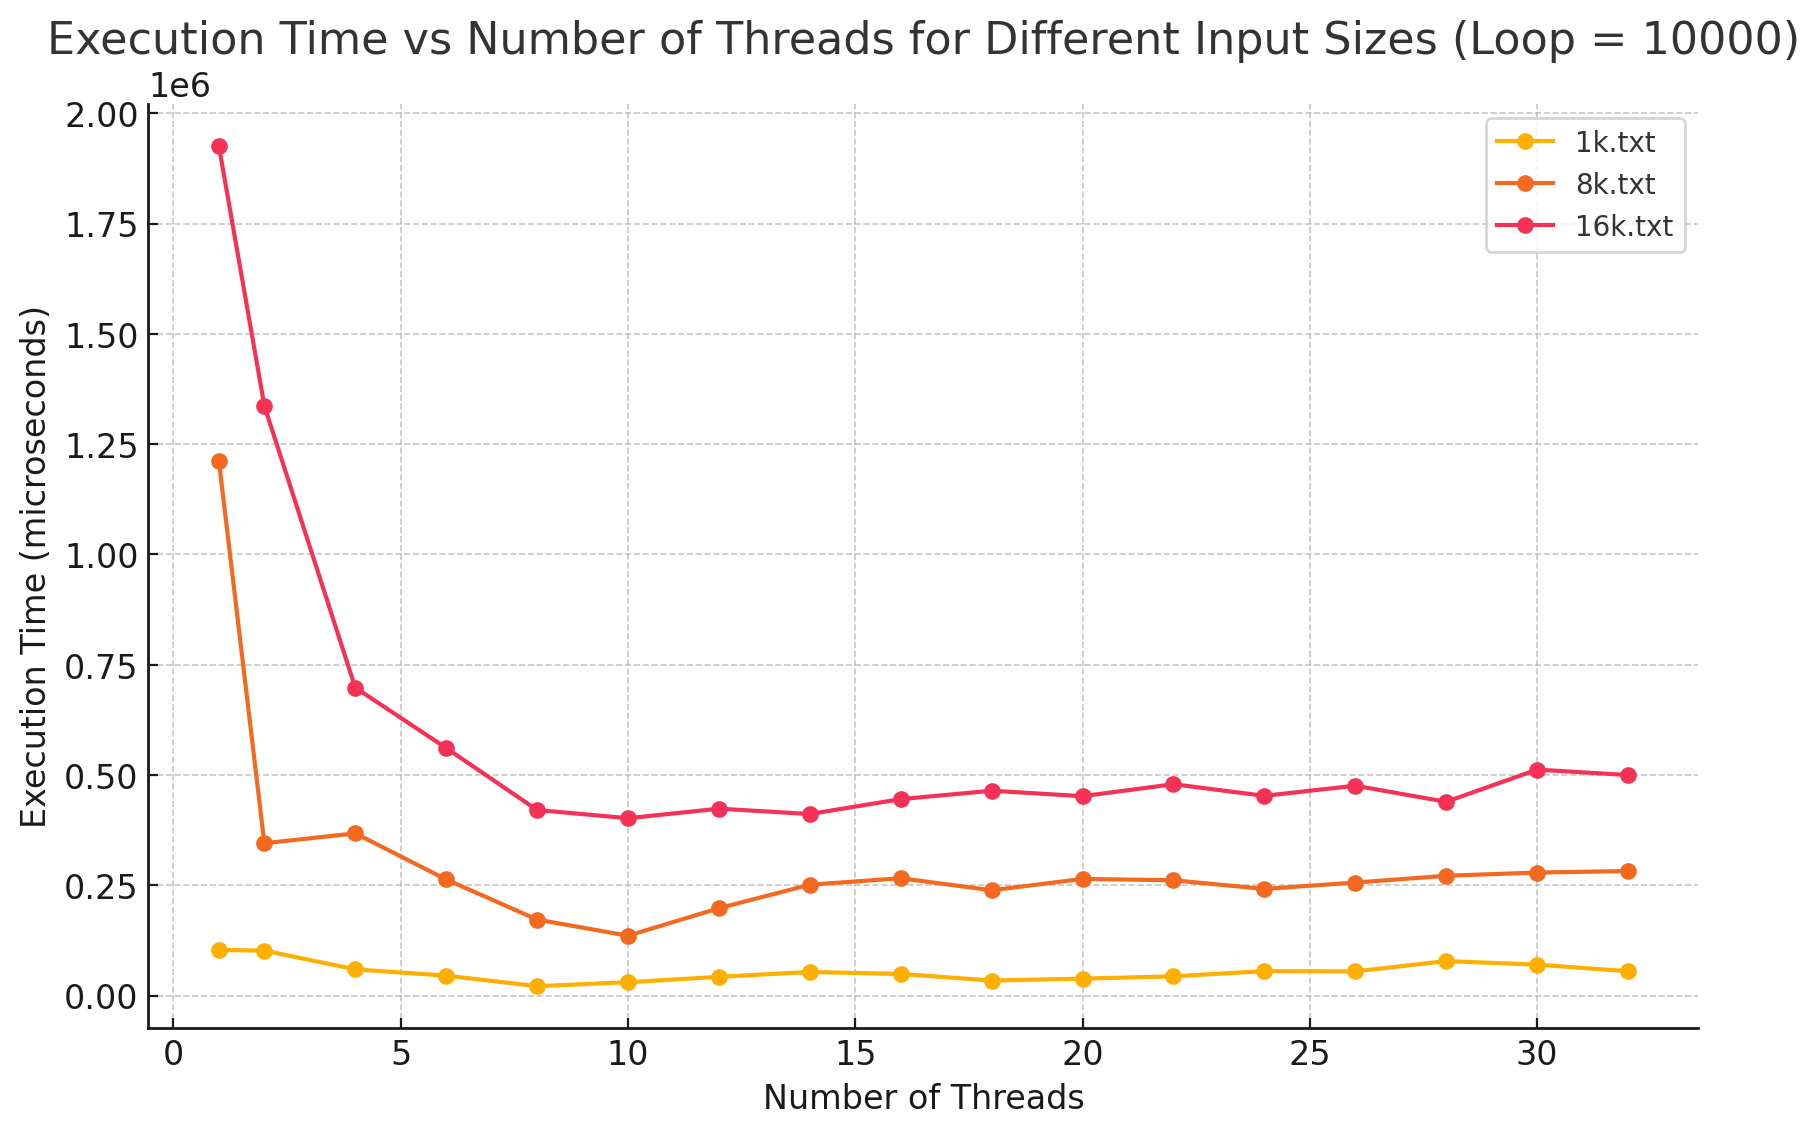 Execution Time vs Number of Threads for Different Input Sizes (Loop = 10000)
1e6
2.00
1.75
1.50
1.25
1.00
0.75
0.50
0.25
0.00
Execution Time (microseconds)
1k.txt
8k.txt
16k.txt
0 5 10 15 20 25 30
Number of Threads